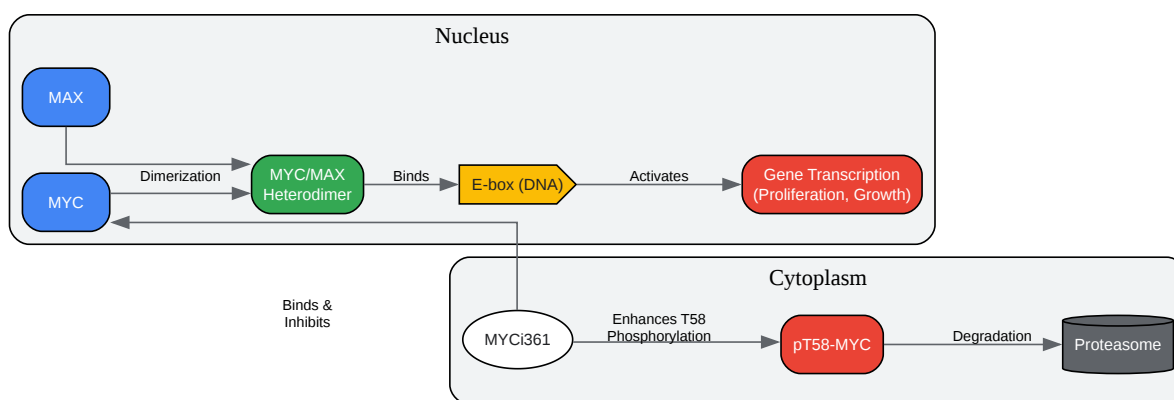 Nucleus
MAX
Dimerization
MYC
MYC/MAX
Heterodimer
Binds
E-box (DNA)
Activates
Gene Transcription
(Proliferation, Growth)
Cytoplasm
Binds &
Inhibits
MYCi361
Enhances T58
Phosphorylation
pT58-MYC
Degradation
Proteasome